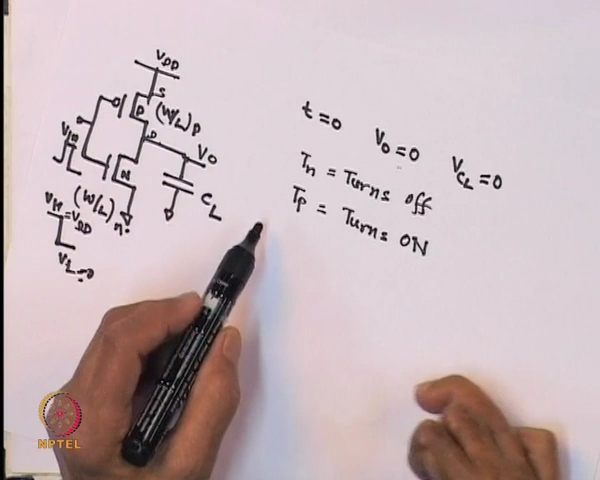 VDD
S
P
(W/L)p
D
Vo
VIN
N
CL
(W/L)n
VH=VDD
VL=0
t=0
Vo=0
VCL=0
Tn = Turns off
Tp = Turns ON
NPTEL